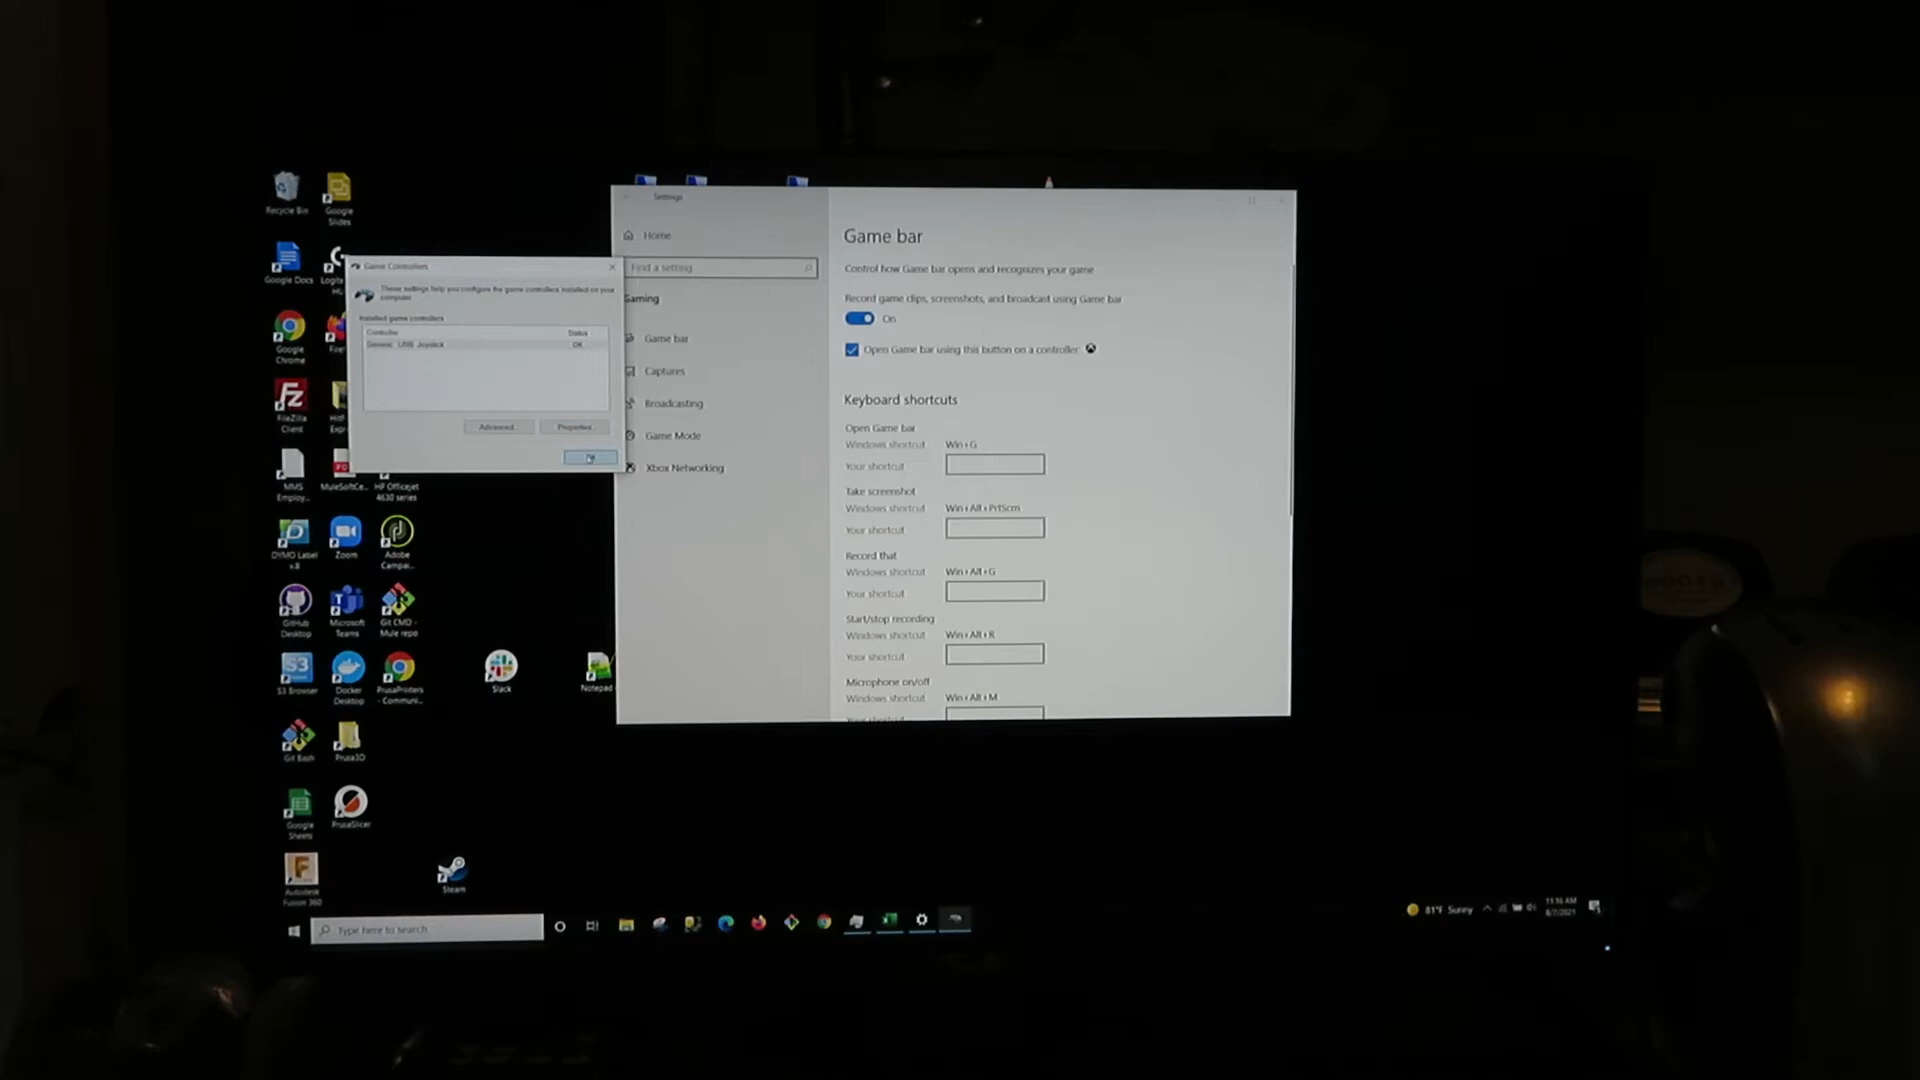 Recycle Bin
Google
Slides
Google Docs
Google
Chrome
FileZilla
Client
MMS
Employ...
MuleSoftCe...
HP Officejet
4630 series
DYMO Label
v.8
Zoom
Adobe
Campai...
GitHub
Desktop
Microsoft
Teams
Git CMD -
Mule repo
S3 Browser
Docker
Desktop
PrusaPrinters
- Communi...
Slack
Notepad
Git Bash
Prusa3D
Google
Sheets
PrusaSlicer
Autodesk
Fusion 360
Steam
Game Controllers
These settings help you configure the game controllers installed on your
computer.
Installed game controllers
Controller Status
Generic USB Joystick OK
Advanced...
Properties
Settings
Home
Find a setting
Gaming
Game bar
Captures
Broadcasting
Game Mode
Xbox Networking
Game bar
Control how Game bar opens and recognizes your game
Record game clips, screenshots, and broadcast using Game bar
On
Open Game bar using this button on a controller
Keyboard shortcuts
Open Game bar
Windows shortcut Win+G
Your shortcut
Take screenshot
Windows shortcut Win+Alt+PrtScrn
Your shortcut
Record that
Windows shortcut Win+Alt+G
Your shortcut
Start/stop recording
Windows shortcut Win+Alt+R
Your shortcut
Microphone on/off
Windows shortcut Win+Alt+M
Your shortcut
Type here to search
81°F Sunny
11:16 AM
8/7/2021